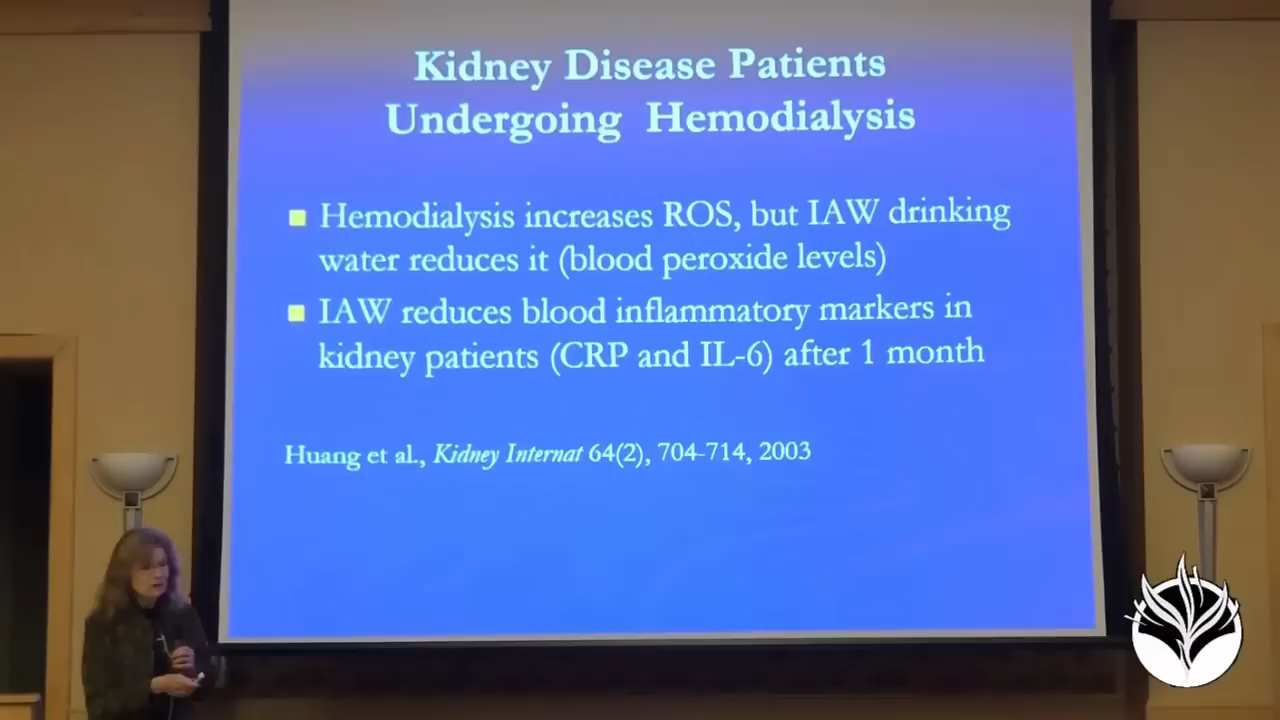 Kidney Disease Patients
Undergoing Hemodialysis
Hemodialysis increases ROS, but IAW drinking
water reduces it (blood peroxide levels)
IAW reduces blood inflammatory markers in
kidney patients (CRP and IL-6) after 1 month
Huang et al., Kidney Internat 64(2), 704-714, 2003